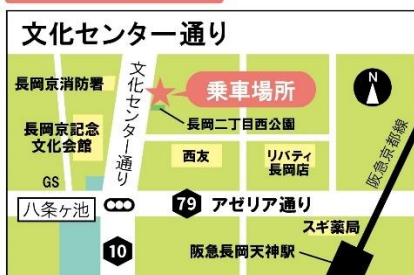 文化センター通り
長岡京消防署
文化センター通り
乗車場所
N
長岡二丁目西公園
長岡京記念
文化会館
西友
リバティ
長岡店
阪急京都線
GS
八条ヶ池
79 アゼリア通り
スギ薬局
10
阪急長岡天神駅